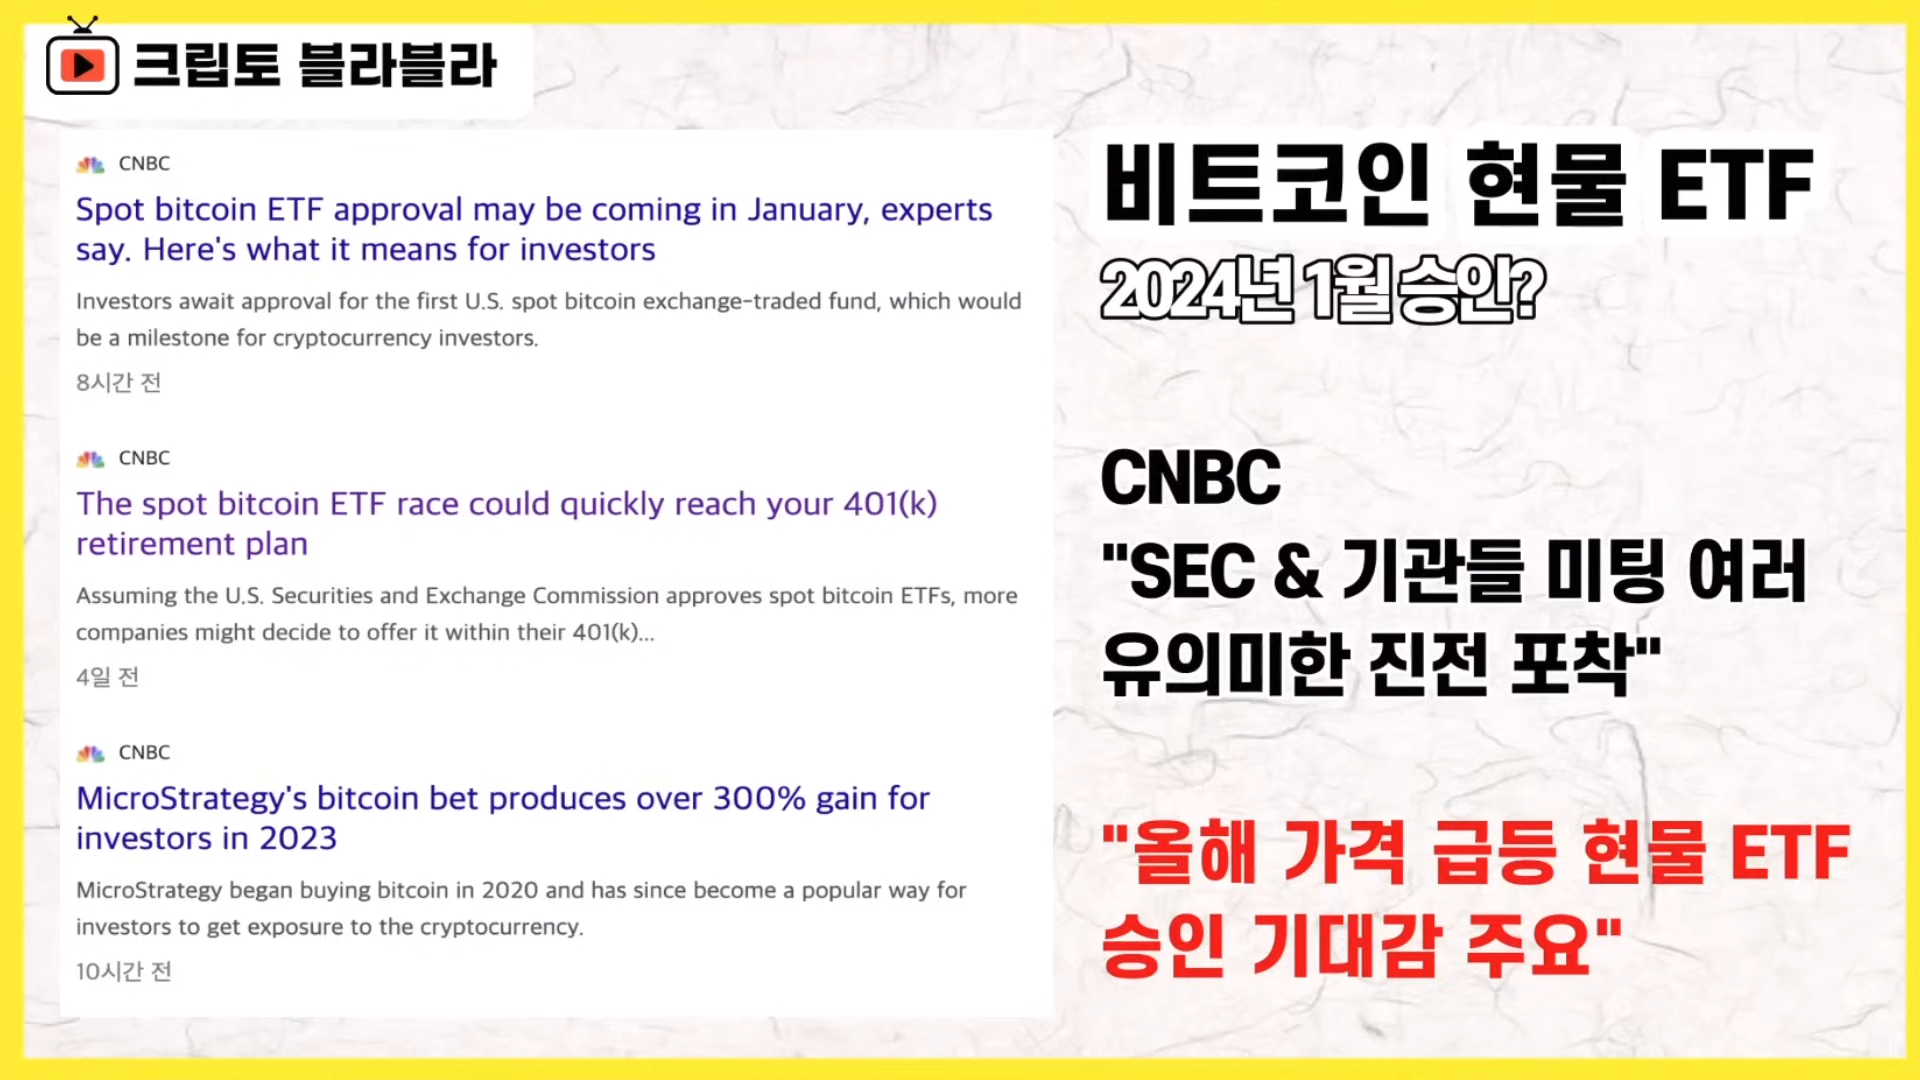 크립토 블라블라
CNBC
Spot bitcoin ETF approval may be coming in January, experts
say. Here's what it means for investors
Investors await approval for the first U.S. spot bitcoin exchange-traded fund, which would
be a milestone for cryptocurrency investors.
8시간 전
CNBC
The spot bitcoin ETF race could quickly reach your 401(k)
retirement plan
Assuming the U.S. Securities and Exchange Commission approves spot bitcoin ETFs, more
companies might decide to offer it within their 401(k)...
4일 전
CNBC
MicroStrategy's bitcoin bet produces over 300% gain for
investors in 2023
MicroStrategy began buying bitcoin in 2020 and has since become a popular way for
investors to get exposure to the cryptocurrency.
10시간 전
비트코인 현물 ETF
2024년 1월 승인?
CNBC
"SEC & 기관들 미팅 여러
유의미한 진전 포착"
"올해 가격 급등 현물 ETF
승인 기대감 주요"